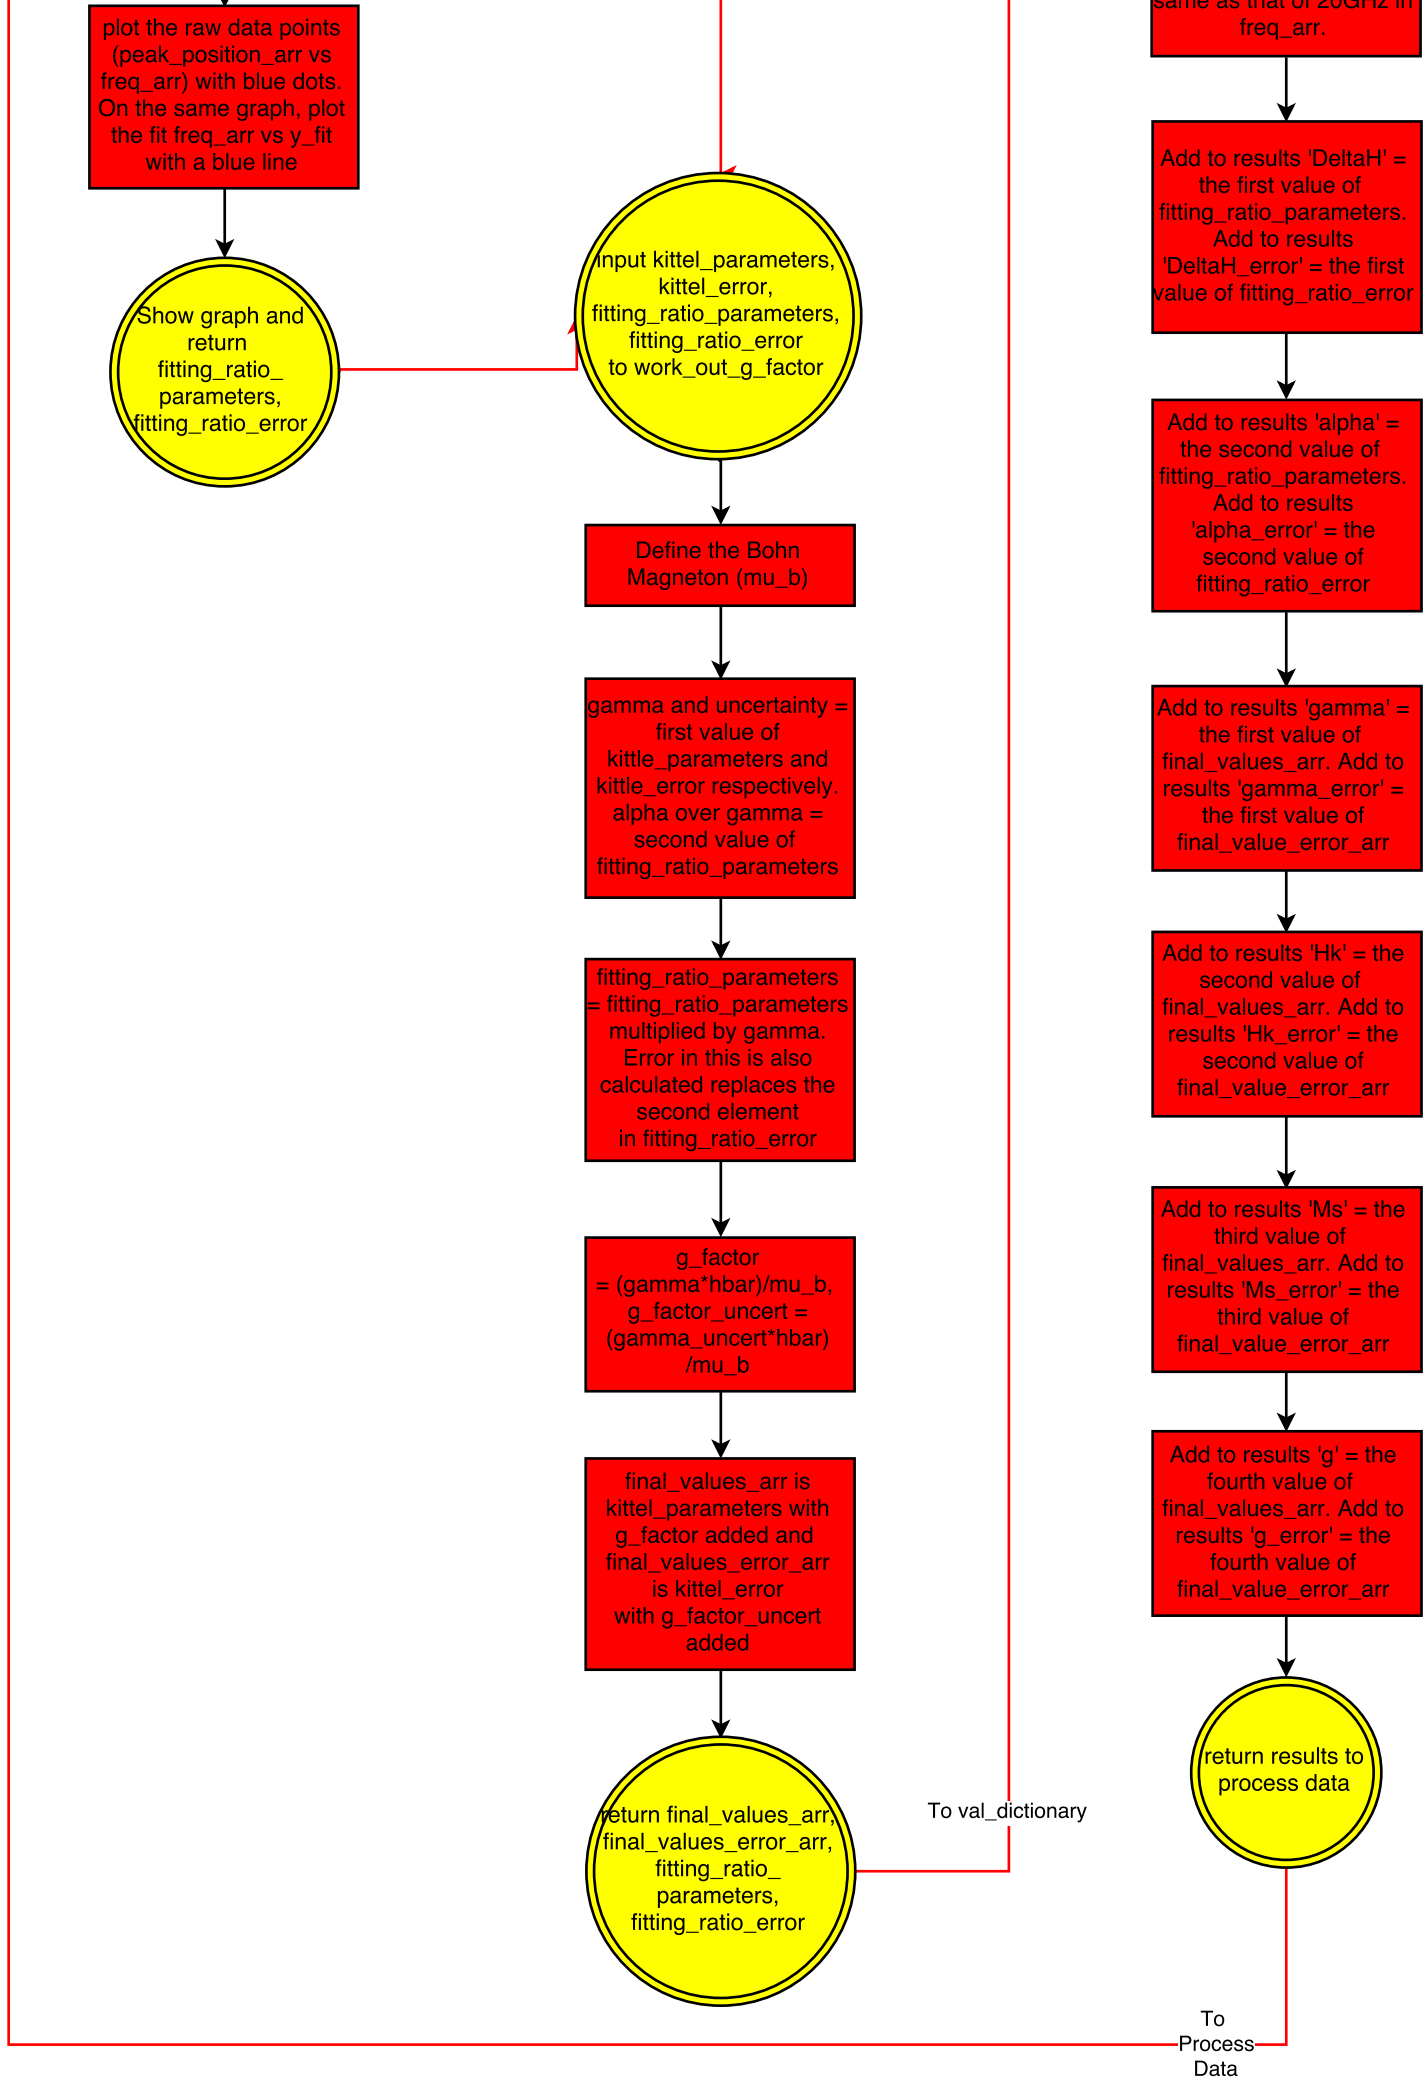 plot the raw data points
(peak_position_arr vs
freq_arr) with blue dots.
On the same graph, plot
the fit freq_arr vs y_fit
with a blue line
Show graph and
return
fitting_ratio_
parameters,
fitting_ratio_error
input kittel_parameters,
kittel_error,
fitting_ratio_parameters,
fitting_ratio_error
to work_out_g_factor
Define the Bohn
Magneton (mu_b)
gamma and uncertainty =
first value of
kittle_parameters and
kittle_error respectively.
alpha over gamma =
second value of
fitting_ratio_parameters
fitting_ratio_parameters
= fitting_ratio_parameters
multiplied by gamma.
Error in this is also
calculated replaces the
second element
in fitting_ratio_error
g_factor
= (gamma*hbar)/mu_b,
g_factor_uncert =
(gamma_uncert*hbar)
/mu_b
final_values_arr is
kittel_parameters with
g_factor added and
final_values_error_arr
is kittel_error
with g_factor_uncert
added
return final_values_arr,
final_values_error_arr,
fitting_ratio_
parameters,
fitting_ratio_error
To val_dictionary
same as that of 20GHz in
freq_arr.
Add to results 'DeltaH' =
the first value of
fitting_ratio_parameters.
Add to results
'DeltaH_error' = the first
value of fitting_ratio_error
Add to results 'alpha' =
the second value of
fitting_ratio_parameters.
Add to results
'alpha_error' = the
second value of
fitting_ratio_error
Add to results 'gamma' =
the first value of
final_values_arr. Add to
results 'gamma_error' =
the first value of
final_value_error_arr
Add to results 'Hk' = the
second value of
final_values_arr. Add to
results 'Hk_error' = the
second value of
final_value_error_arr
Add to results 'Ms' = the
third value of
final_values_arr. Add to
results 'Ms_error' = the
third value of
final_value_error_arr
Add to results 'g' = the
fourth value of
final_values_arr. Add to
results 'g_error' = the
fourth value of
final_value_error_arr
return results to
process data
To
Process
Data